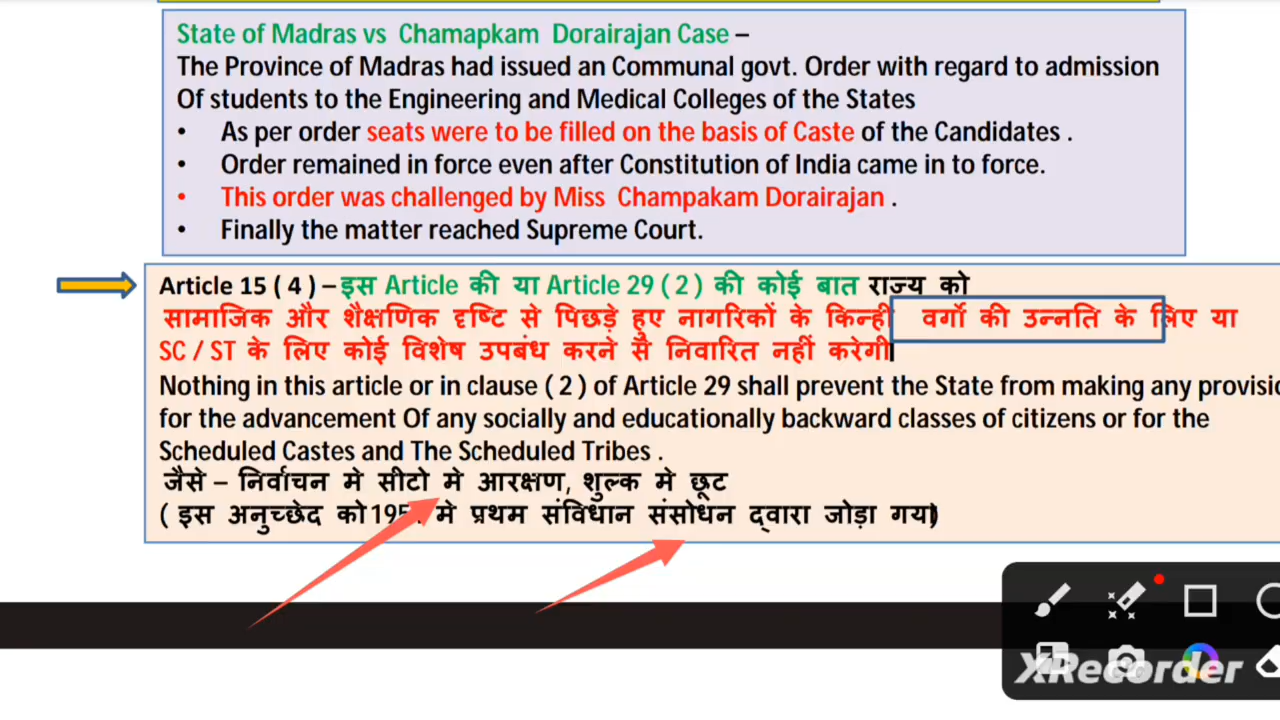 State of Madras vs Chamapkam Dorairajan Case –
The Province of Madras had issued an Communal govt. Order with regard to admission
Of students to the Engineering and Medical Colleges of the States
• As per order seats were to be filled on the basis of Caste of the Candidates .
• Order remained in force even after Constitution of India came in to force.
• This order was challenged by Miss Champakam Dorairajan .
• Finally the matter reached Supreme Court.
Article 15 ( 4 ) – इस Article की या Article 29 ( 2 ) की कोई बात राज्य को
सामाजिक और शैक्षणिक दृष्टि से पिछड़े हुए नागरिकों के किन्ही वर्गो की उन्नति के लिए या
SC / ST के लिए कोई विशेष उपबंध करने से निवारित नहीं करेगी
Nothing in this article or in clause ( 2 ) of Article 29 shall prevent the State from making any
for the advancement Of any socially and educationally backward classes of citizens or for the
Scheduled Castes and The Scheduled Tribes .
जैसे – निर्वाचन मे सीटो मे आरक्षण, शुल्क मे छूट
( इस अनुच्छेद को मे प्रथम संविधान संसोधन द्वारा जोड़ा गया)
XRecorder